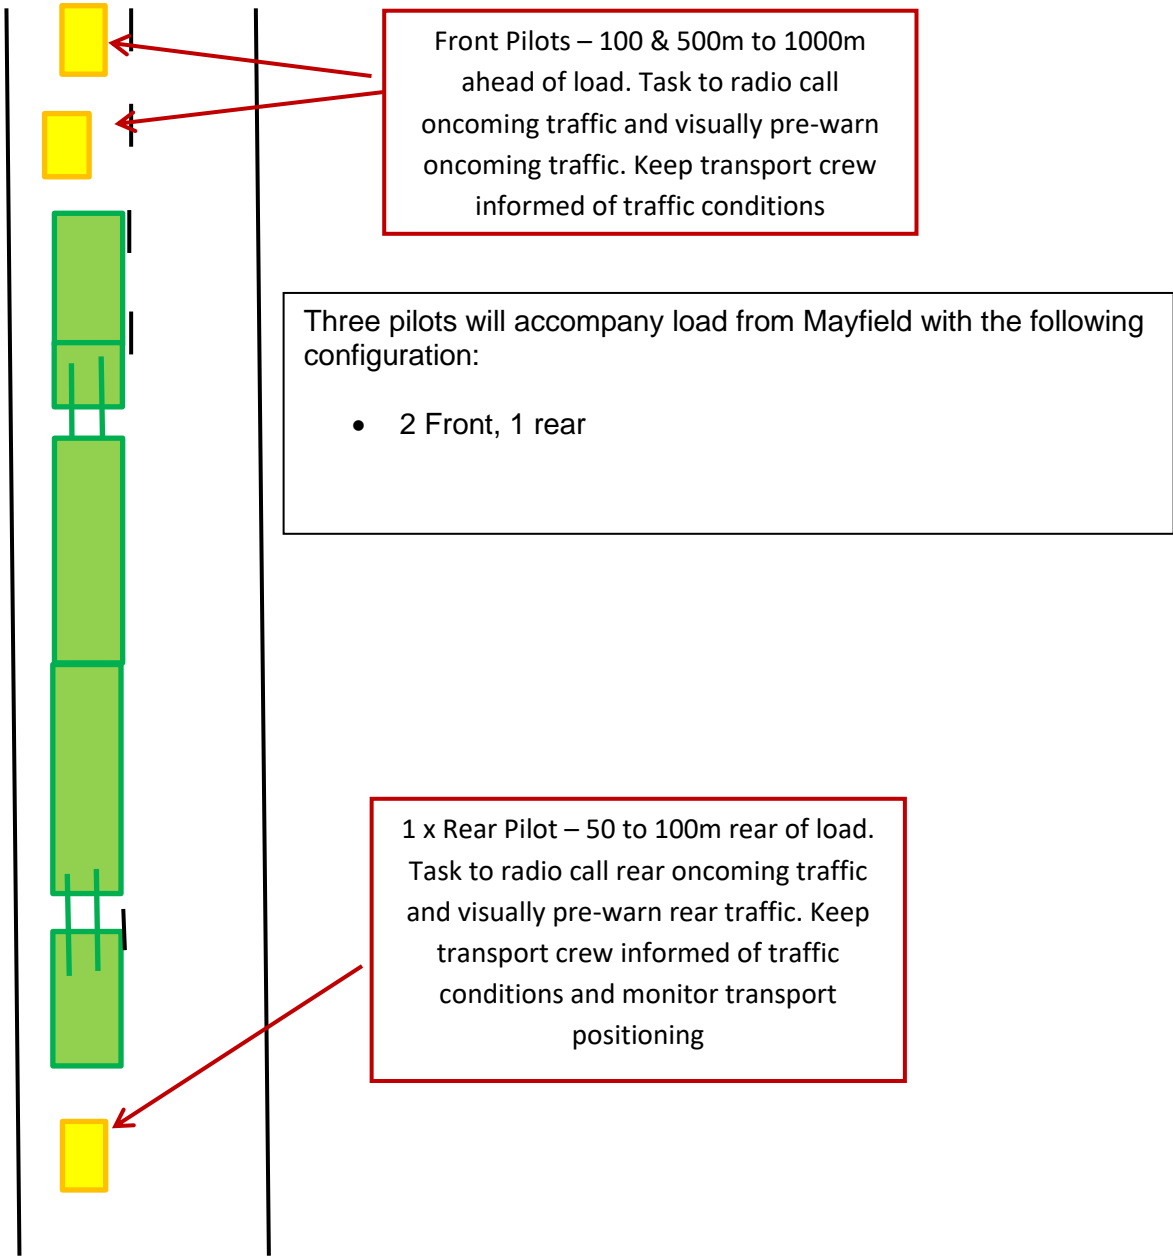 Front Pilots – 100 & 500m to 1000m
ahead of load. Task to radio call
oncoming traffic and visually pre-warn
oncoming traffic. Keep transport crew
informed of traffic conditions
Three pilots will accompany load from Mayfield with the following
configuration:
• 2 Front, 1 rear
1 x Rear Pilot – 50 to 100m rear of load.
Task to radio call rear oncoming traffic
and visually pre-warn rear traffic. Keep
transport crew informed of traffic
conditions and monitor transport
positioning